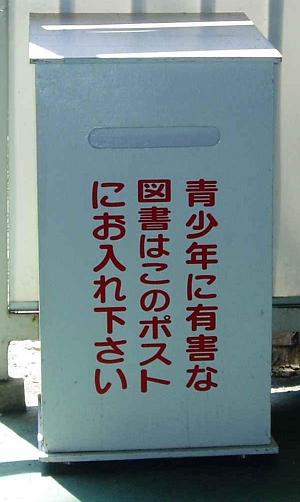 青少年に有害な
図書はこのポスト
にお入れ下さい